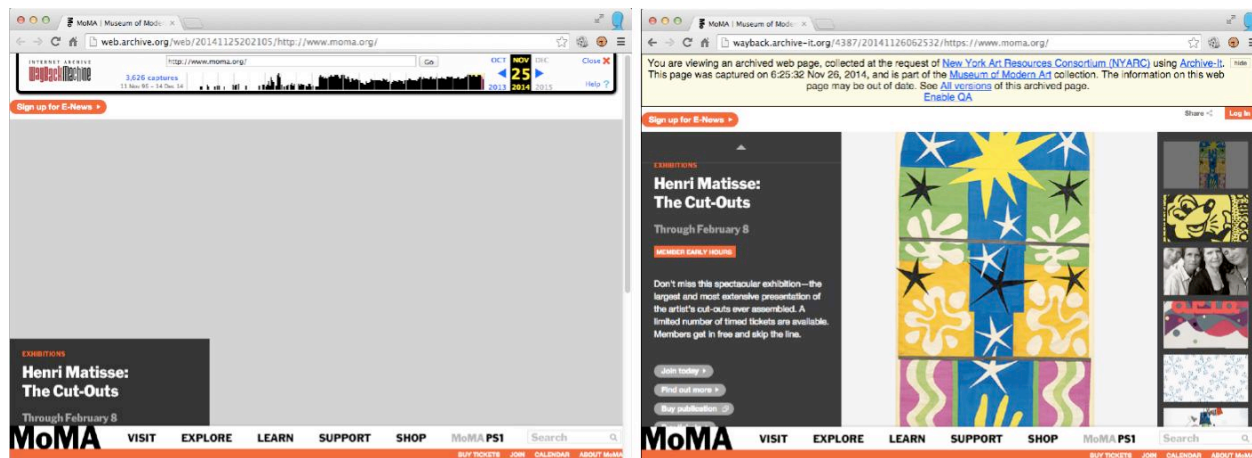 MoMA | Museum of Moder
web.archive.org/web/20141125202105/http://www.moma.org/
INTERNET ARCHIVE
WayBackMachine
http://www.moma.org/
Go
3,626 captures
OCT NOV DEC
25
2013 2014 2015
Close
Help ?
Sign up for E-News
EXHIBITIONS
Henri Matisse:
The Cut-Outs
Through February 8
MoMA VISIT EXPLORE LEARN SUPPORT SHOP MoMA PS1 Search
BUY TICKETS JOIN CALENDAR ABOUT MoMA
MoMA | Museum of Moder
wayback.archive-it.org/4387/20141126062532/https://www.moma.org/
You are viewing an archived web page, collected at the request of New York Art Resources Consortium (NYARC) using Archive-It. hide
This page was captured on 6:25:32 Nov 26, 2014, and is part of the Museum of Modern Art collection. The information on this web
page may be out of date. See All versions of this archived page.
Enable QA
Sign up for E-News
Share
Log In
EXHIBITIONS
Henri Matisse:
The Cut-Outs
Through February 8
MEMBER EARLY HOURS
Don't miss this spectacular exhibition—the
largest and most extensive presentation of
the artist's cut-outs ever assembled. A
limited number of timed tickets are available.
Members get in free and skip the line.
Join today
Find out more
Buy publication
MoMA VISIT EXPLORE LEARN SUPPORT SHOP MoMA PS1 Search
BUY TICKETS JOIN CALENDAR ABOUT MoMA